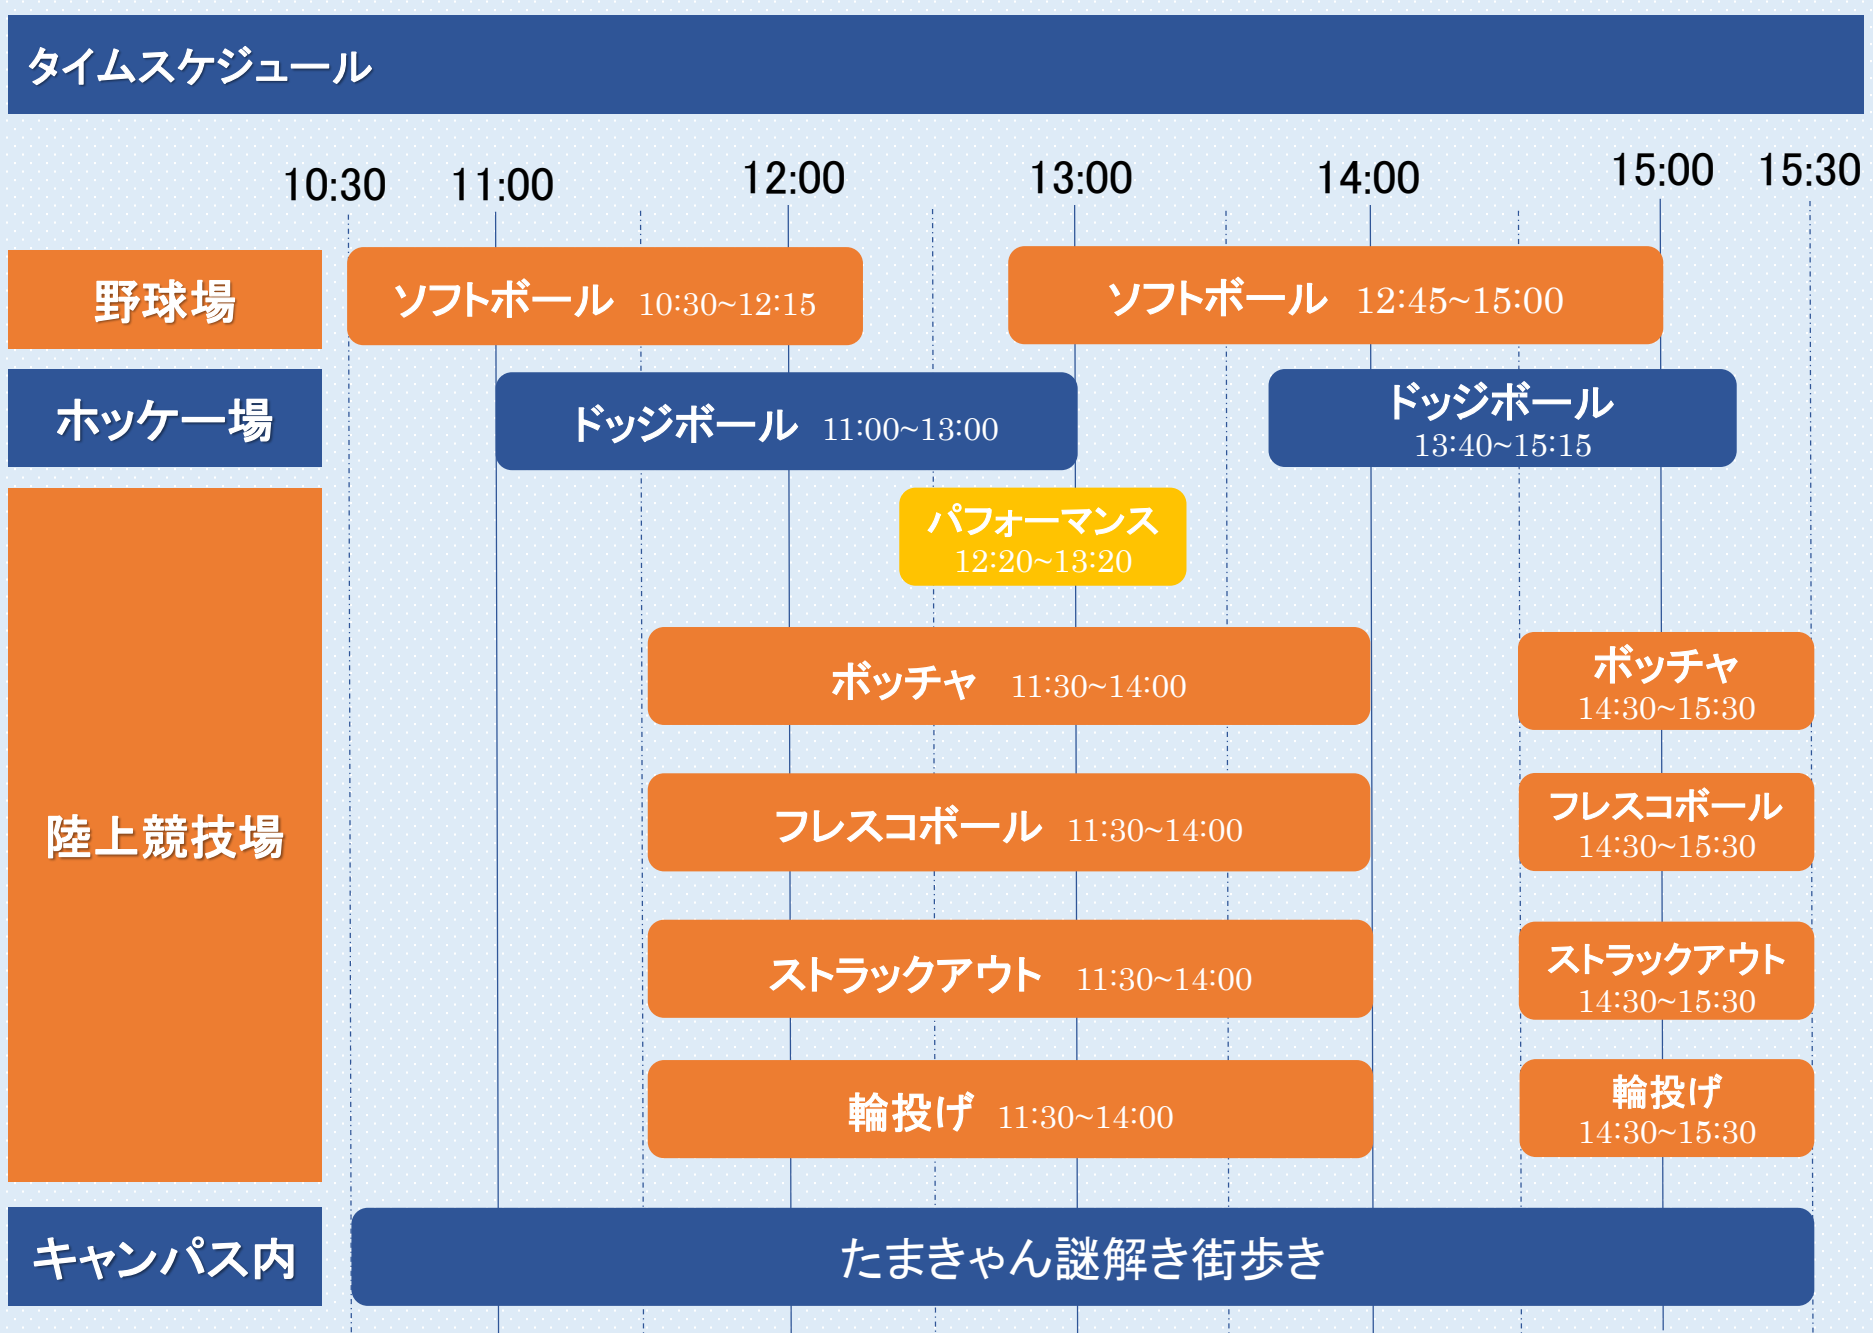 タイムスケジュール
10:30 11:00 12:00 13:00 14:00 15:00 15:30
野球場
ソフトボール 10:30~12:15
ソフトボール 12:45~15:00
ホッケー場
ドッジボール 11:00~13:00
ドッジボール
13:40~15:15
陸上競技場
パフォーマンス
12:20~13:20
ボッチャ 11:30~14:00
ボッチャ
14:30~15:30
フレスコボール 11:30~14:00
フレスコボール
14:30~15:30
ストラックアウト 11:30~14:00
ストラックアウト
14:30~15:30
輪投げ 11:30~14:00
輪投げ
14:30~15:30
キャンパス内
たまきゃん謎解き街歩き